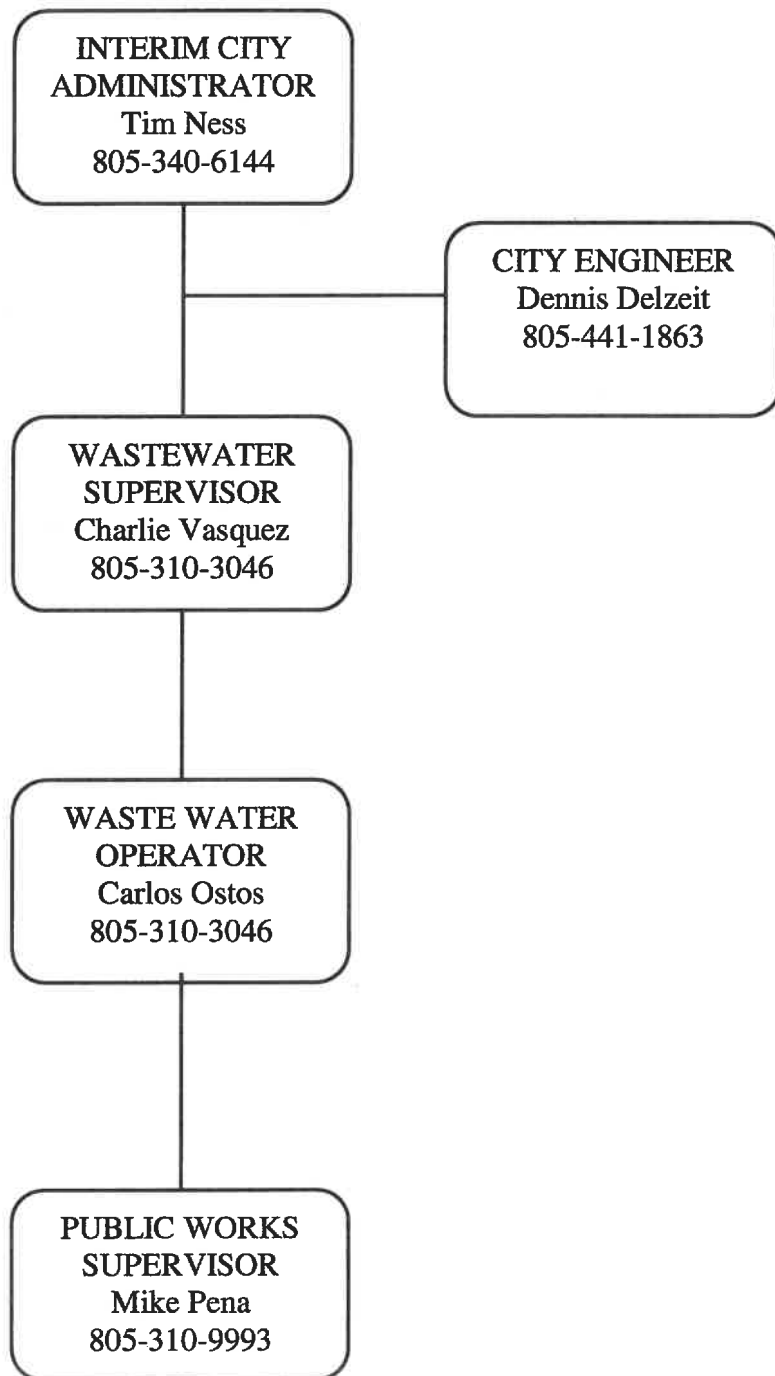 INTERIM CITY
ADMINISTRATOR
Tim Ness
805-340-6144
CITY ENGINEER
Dennis Delzeit
805-441-1863
WASTEWATER
SUPERVISOR
Charlie Vasquez
805-310-3046
WASTE WATER
OPERATOR
Carlos Ostos
805-310-3046
PUBLIC WORKS
SUPERVISOR
Mike Pena
805-310-9993